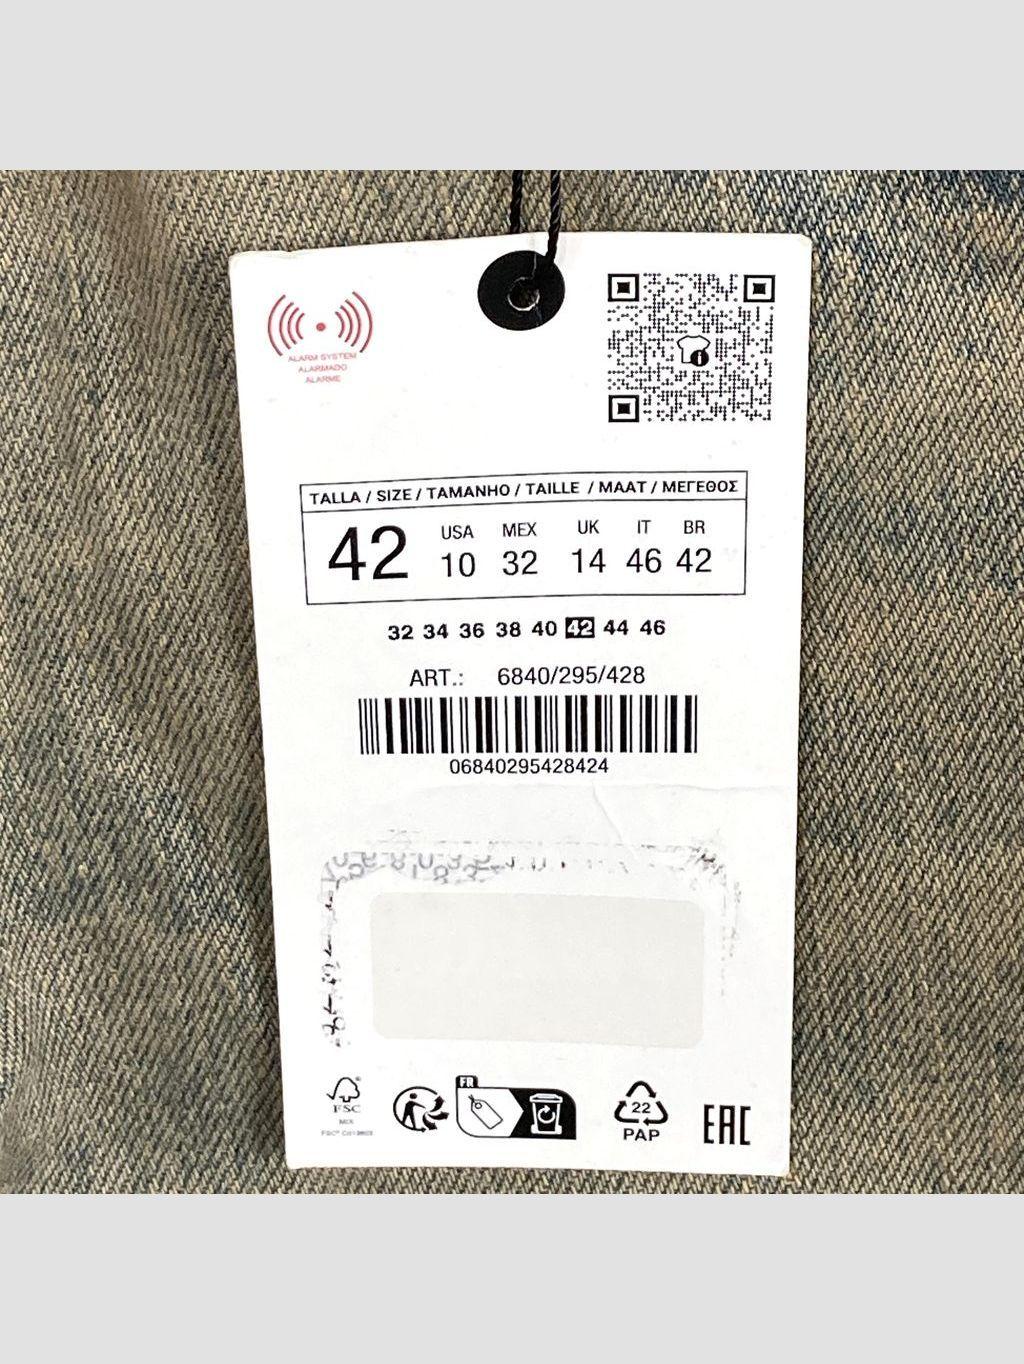 ALARM SYSTEM
ALARMADO
ALARME
TALLA / SIZE / TAMANHO / TAILLE / MAAT / ΜΕΓΕΘΟΣ
42 USA MEX UK IT BR
10 32 14 46 42
32 34 36 38 40 42 44 46
ART.: 6840/295/428
06840295428424
FR
FSC
MIX
22
PAP
EAC